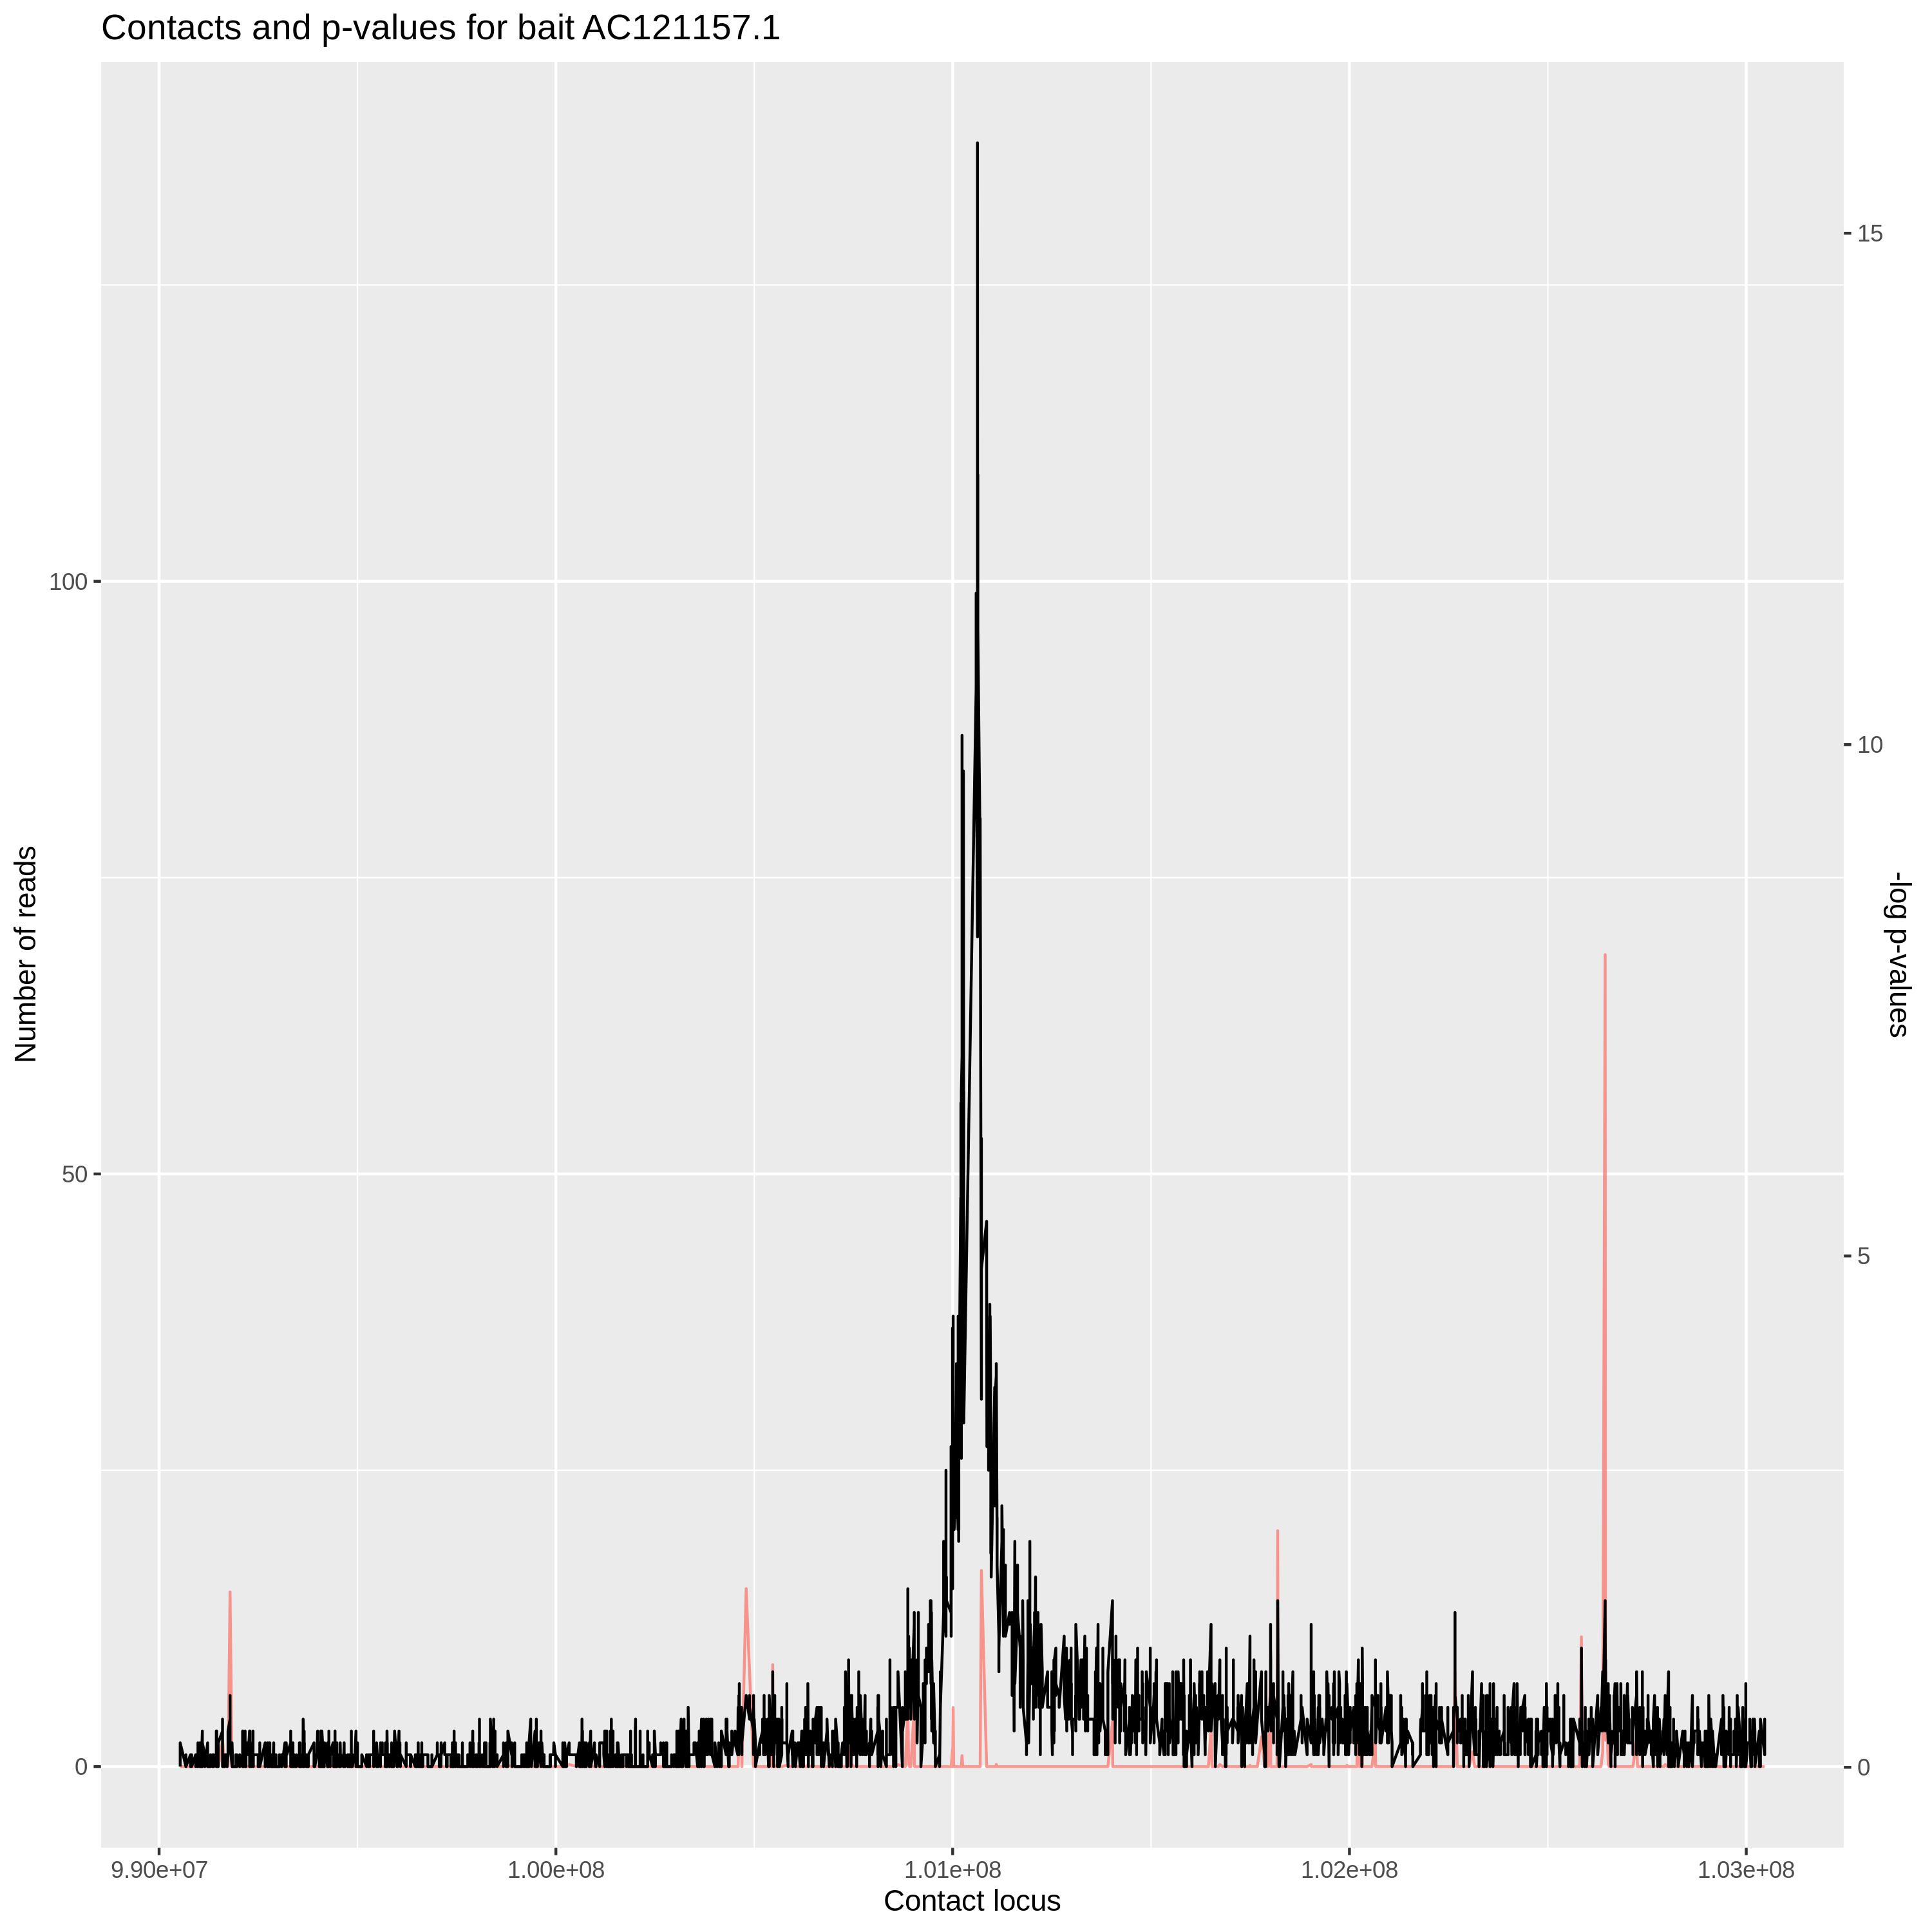 Contacts and p-values for bait AC121157.1
15
100
10
Number of reads
-log p-values
50
5
0
0
9.90e+07
1.00e+08
1.01e+08
1.02e+08
1.03e+08
Contact locus